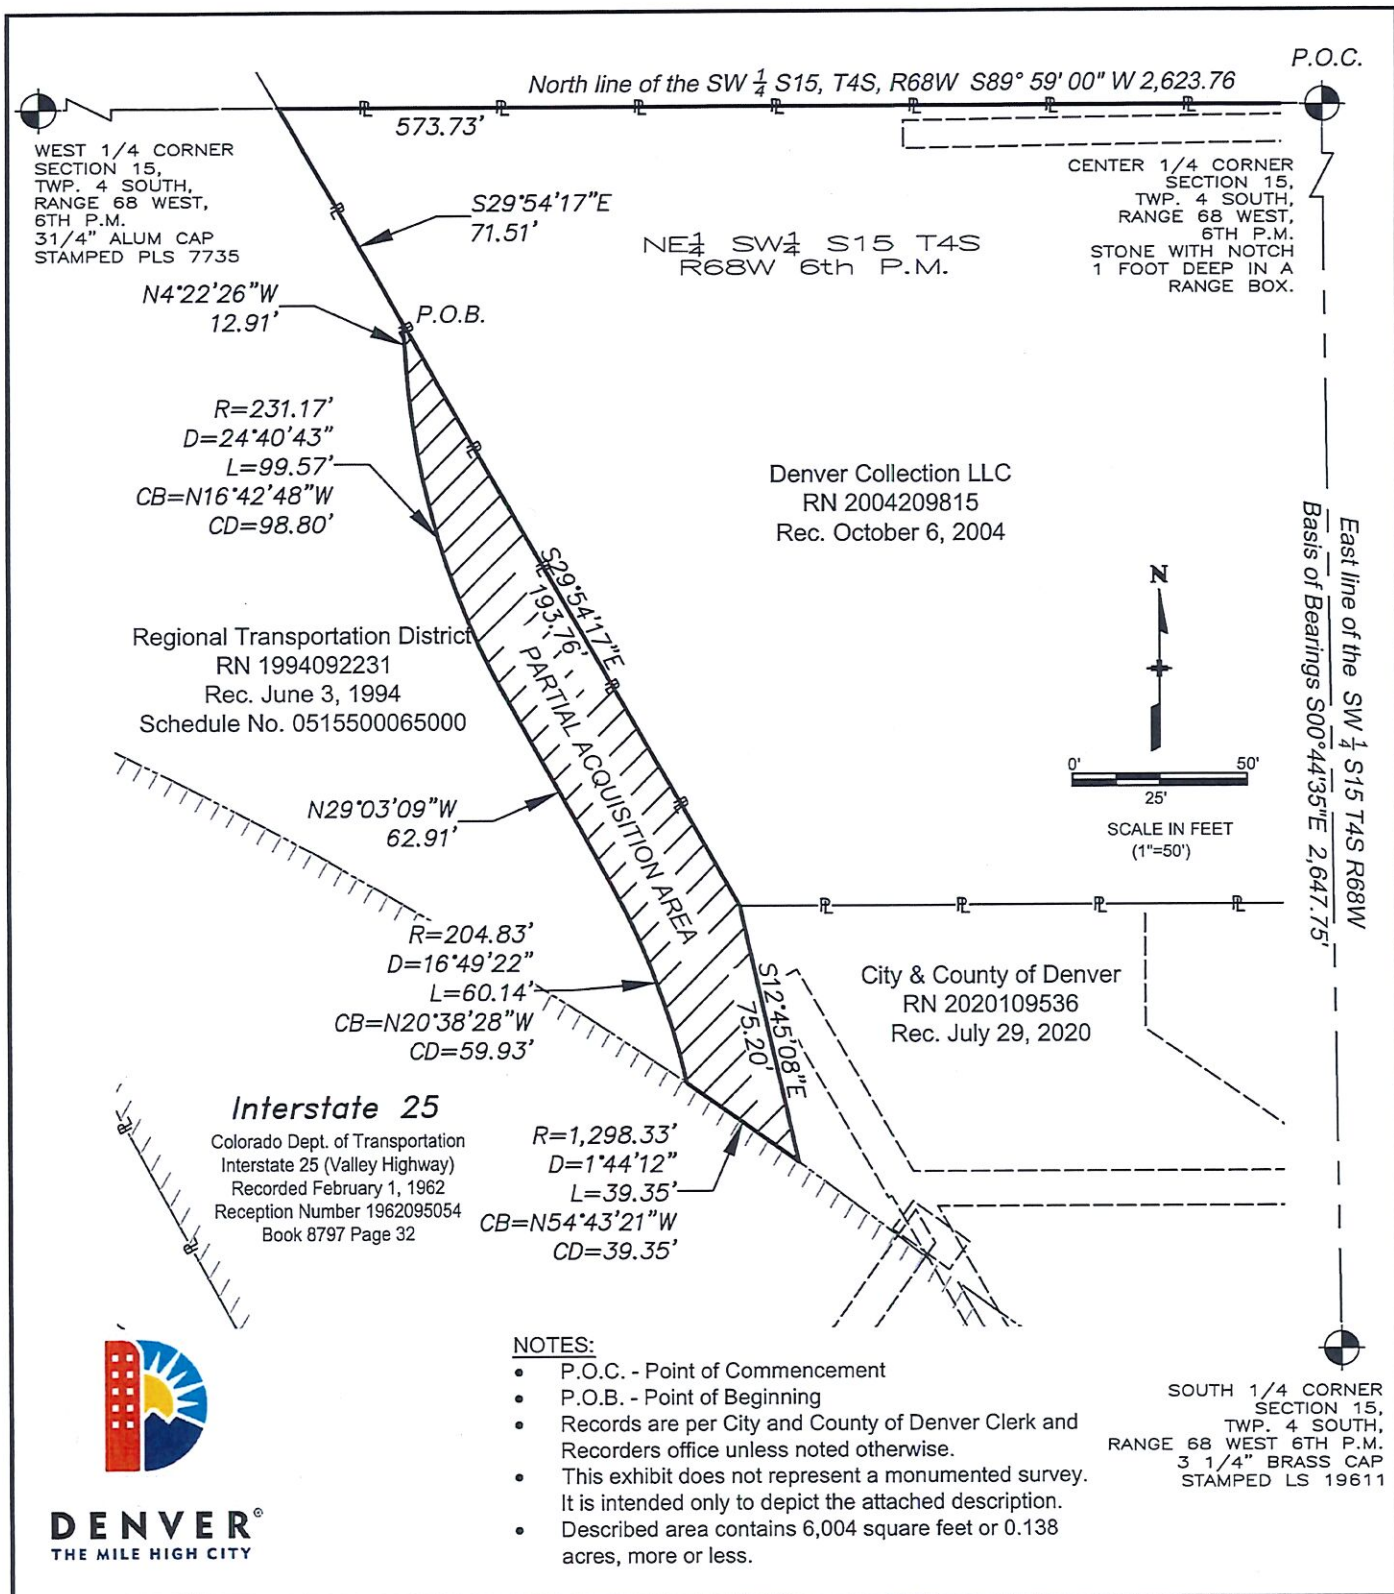 P.O.C.
North line of the SW 1/4 S15, T4S, R68W S89° 59' 00" W 2,623.76
573.73'
WEST 1/4 CORNER
SECTION 15,
TWP. 4 SOUTH,
RANGE 68 WEST,
6TH P.M.
31/4" ALUM CAP
STAMPED PLS 7735
CENTER 1/4 CORNER
SECTION 15,
TWP. 4 SOUTH,
RANGE 68 WEST,
6TH P.M.
STONE WITH NOTCH
1 FOOT DEEP IN A
RANGE BOX.
S29°54'17"E
71.51'
NE1/4 SW1/4 S15 T4S
R68W 6th P.M.
N4°22'26"W
12.91'
P.O.B.
R=231.17'
D=24°40'43"
L=99.57'
CB=N16°42'48"W
CD=98.80'
Denver Collection LLC
RN 2004209815
Rec. October 6, 2004
East line of the SW 1/4 S15 T4S R68W
Basis of Bearings S00°44'35"E 2,647.75'
S29°54'17"E
193.76'
PARTIAL ACQUISITION AREA
N
Regional Transportation District
RN 1994092231
Rec. June 3, 1994
Schedule No. 0515500065000
0'
50'
25'
SCALE IN FEET
(1"=50')
N29°03'09"W
62.91'
R=204.83'
D=16°49'22"
L=60.14'
CB=N20°38'28"W
CD=59.93'
S12°45'08"E
75.20'
City & County of Denver
RN 2020109536
Rec. July 29, 2020
Interstate 25
Colorado Dept. of Transportation
Interstate 25 (Valley Highway)
Recorded February 1, 1962
Reception Number 1962095054
Book 8797 Page 32
R=1,298.33'
D=1°44'12"
L=39.35'
CB=N54°43'21"W
CD=39.35'
NOTES:
• P.O.C. - Point of Commencement
• P.O.B. - Point of Beginning
• Records are per City and County of Denver Clerk and
Recorders office unless noted otherwise.
• This exhibit does not represent a monumented survey.
It is intended only to depict the attached description.
• Described area contains 6,004 square feet or 0.138
acres, more or less.
SOUTH 1/4 CORNER
SECTION 15,
TWP. 4 SOUTH,
RANGE 68 WEST 6TH P.M.
3 1/4" BRASS CAP
STAMPED LS 19611
DENVER®
THE MILE HIGH CITY